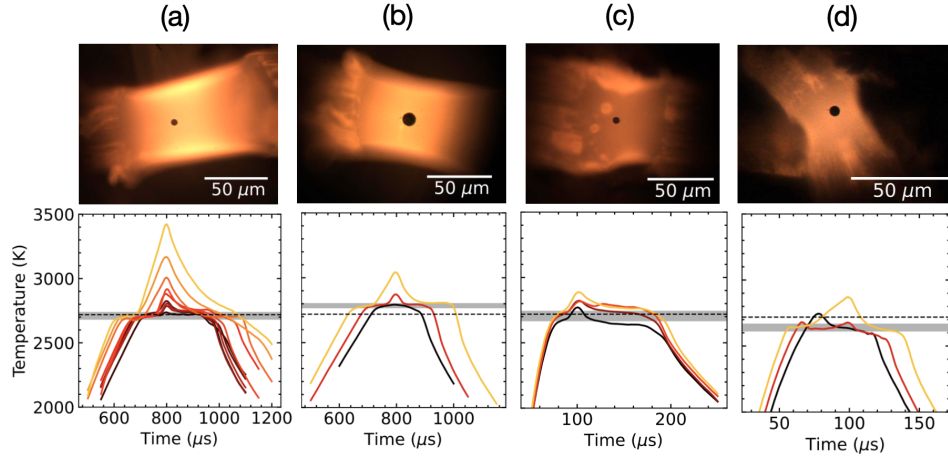 (a) (b) (c) (d)
50 μm 50 μm 50 μm 50 μm
3500
3000
2500
2000
Temperature (K)
600 800 1000 1200 600 800 1000 100 200 50 100 150
Time (μs) Time (μs) Time (μs) Time (μs)